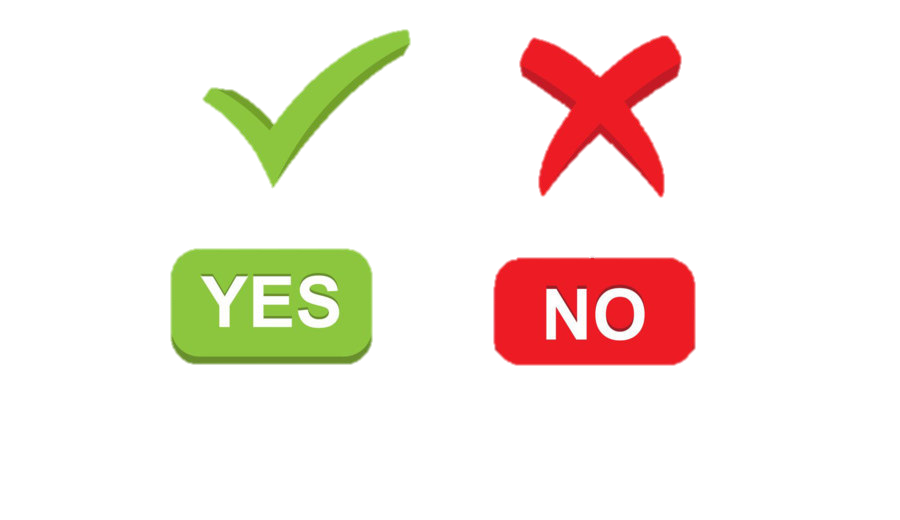 YES
NO